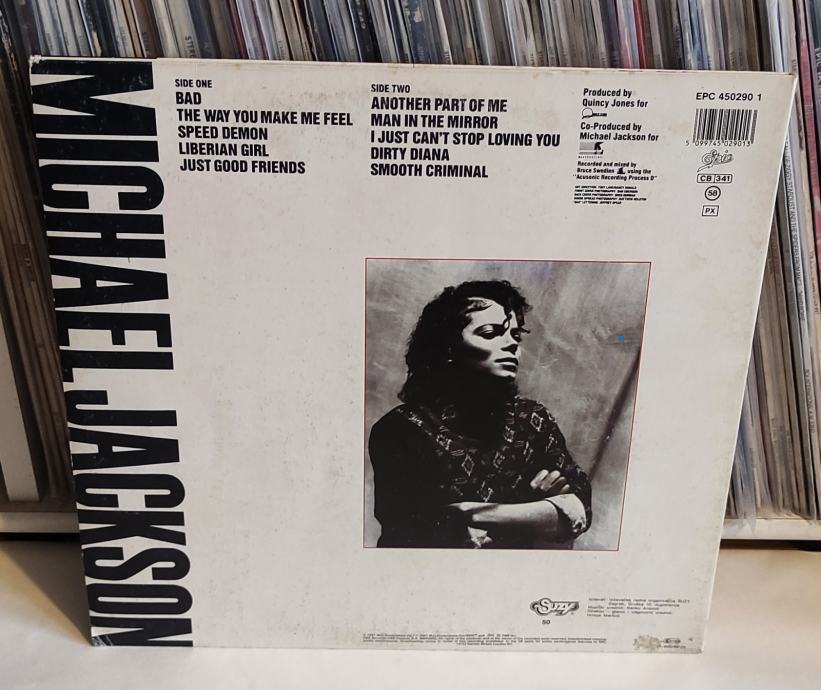 MICHAEL JACKSON
SIDE ONE
BAD
THE WAY YOU MAKE ME FEEL
SPEED DEMON
LIBERIAN GIRL
JUST GOOD FRIENDS
SIDE TWO
ANOTHER PART OF ME
MAN IN THE MIRROR
I JUST CAN'T STOP LOVING YOU
DIRTY DIANA
SMOOTH CRIMINAL
Produced by
Quincy Jones for
Co-Produced by
Michael Jackson for
Recorded and mixed by
Bruce Swedien using the
"Acusonic Recording Process"
EPC 450290 1
5 099745 029013
Epic
CB 341
58
PX
SUZY
50